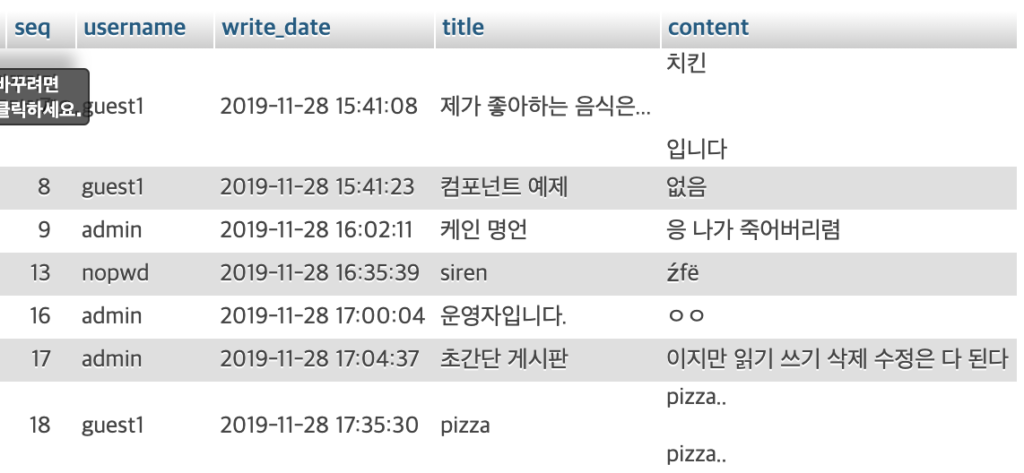 seq username write_date title content
치킨
바꾸려면
클릭하세요.
guest1 2019-11-28 15:41:08 제가 좋아하는 음식은...
입니다
8 guest1 2019-11-28 15:41:23 컴포넌트 예제 없음
9 admin 2019-11-28 16:02:11 케인 명언 응 나가 죽어버리렴
13 nopwd 2019-11-28 16:35:39 siren źfë
16 admin 2019-11-28 17:00:04 운영자입니다. ㅇㅇ
17 admin 2019-11-28 17:04:37 초간단 게시판 이지만 읽기 쓰기 삭제 수정은 다 된다
pizza..
18 guest1 2019-11-28 17:35:30 pizza
pizza..